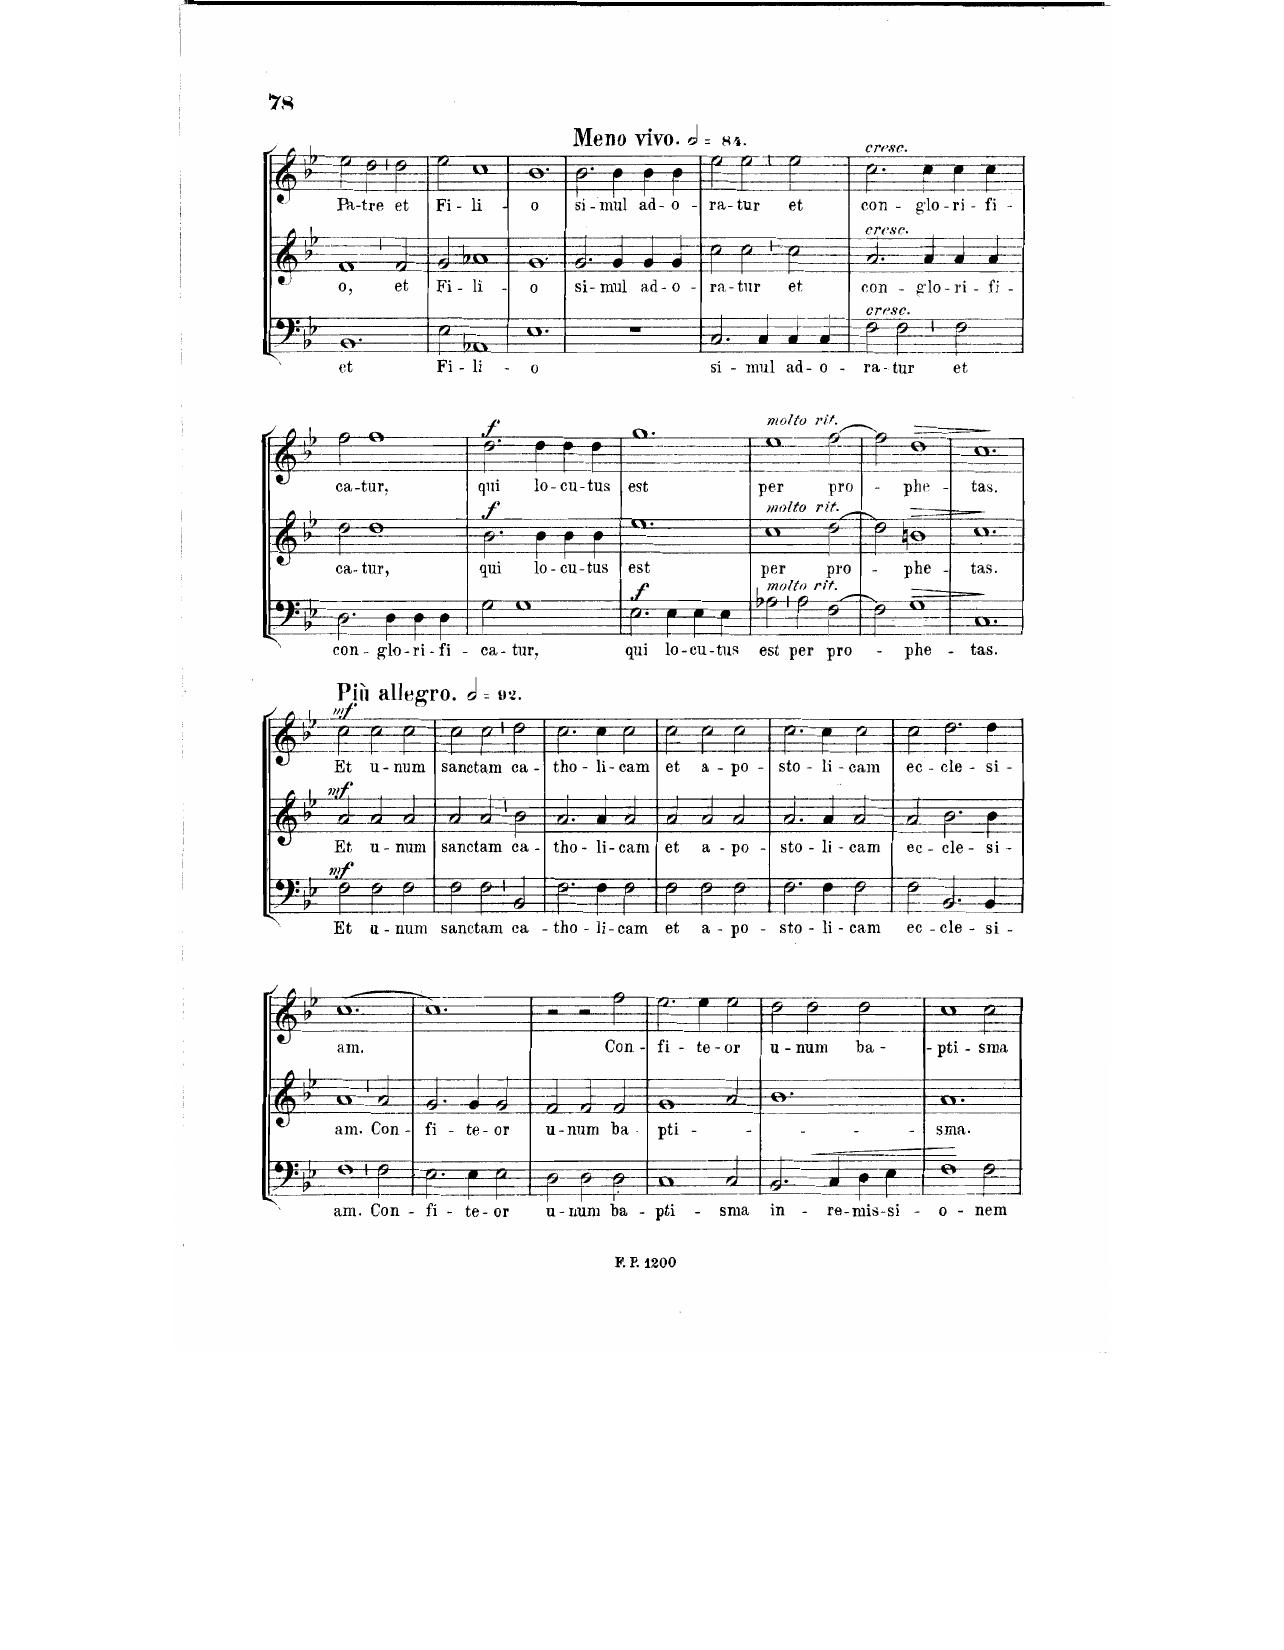 78
Meno vivo. = 84.
cresc.
Pa-tre et Fi - li - o si-mul ad-o-ra-tur et con - glo-ri-fi-
cresc.
o, et Fi-li - o si-mul ad-o-ra-tur et con - glo-ri-fi-
cresc.
et Fi-li - o si - mul ad-o-ra-tur et
f molto rit.
ca-tur, qui lo-cu-tus est per pro - phe - tas.
f molto rit.
ca-tur, qui lo-cu-tus est per pro - phe - tas.
f molto rit.
con - glo-ri-fi - ca-tur, qui lo-cu-tus est per pro - phe - tas.
Più allegro. = 92.
mf
Et u-num sanctam ca-tho-li-cam et a-po-sto-li-cam ec-cle-si-
mf
Et u-num sanctam ca-tho-li-cam et a-po-sto-li-cam ec-cle-si-
mf
Et u-num sanctam ca-tho-li-cam et a-po-sto-li-cam ec-cle-si-
am. Con-fi-te-or u-num ba - pti-sma
am. Con-fi-te-or u-num ba-pti - - - sma.
am. Con-fi-te-or u-num ba-pti-sma in - re-mis-si-o-nem
F. P. 1200